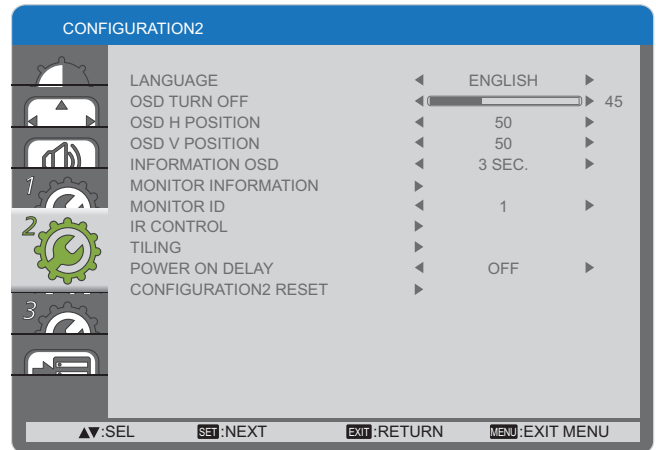 CONFIGURATION2
LANGUAGE ENGLISH
OSD TURN OFF 45
OSD H POSITION 50
OSD V POSITION 50
INFORMATION OSD 3 SEC.
MONITOR INFORMATION
MONITOR ID 1
IR CONTROL
TILING
POWER ON DELAY OFF
CONFIGURATION2 RESET
1
2
3
▲▼:SEL SET:NEXT EXIT:RETURN MENU:EXIT MENU